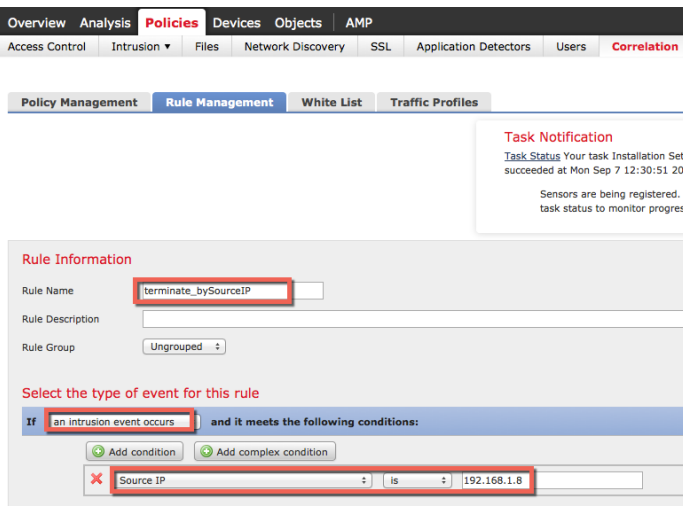 Overview Analysis Policies Devices Objects AMP
Access Control Intrusion ▼ Files Network Discovery SSL Application Detectors Users Correlation
Policy Management Rule Management White List Traffic Profiles
Task Notification
Task Status Your task Installation Set
succeeded at Mon Sep 7 12:30:51 20
Sensors are being registered.
task status to monitor progres
Rule Information
Rule Name terminate_bySourceIP
Rule Description
Rule Group Ungrouped
Select the type of event for this rule
If an intrusion event occurs and it meets the following conditions:
Add condition Add complex condition
Source IP is 192.168.1.8